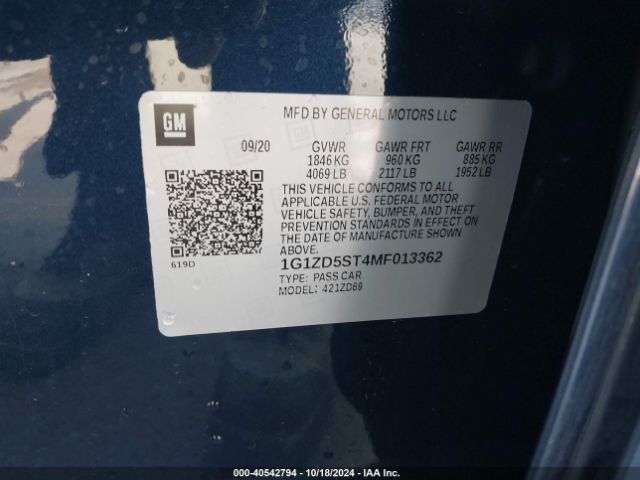 GM
MFD BY GENERAL MOTORS LLC
09/20 GVWR GAWR FRT GAWR RR
1846 KG 960 KG 885 KG
4069 LB 2117 LB 1952 LB
THIS VEHICLE CONFORMS TO ALL
APPLICABLE U.S. FEDERAL MOTOR
VEHICLE SAFETY, BUMPER, AND THEFT
PREVENTION STANDARDS IN EFFECT ON
THE DATE OF MANUFACTURE SHOWN
ABOVE.
619D
1G1ZD5ST4MF013362
TYPE: PASS CAR
MODEL: 421ZD69
000-40542794 - 10/18/2024 - IAA Inc.